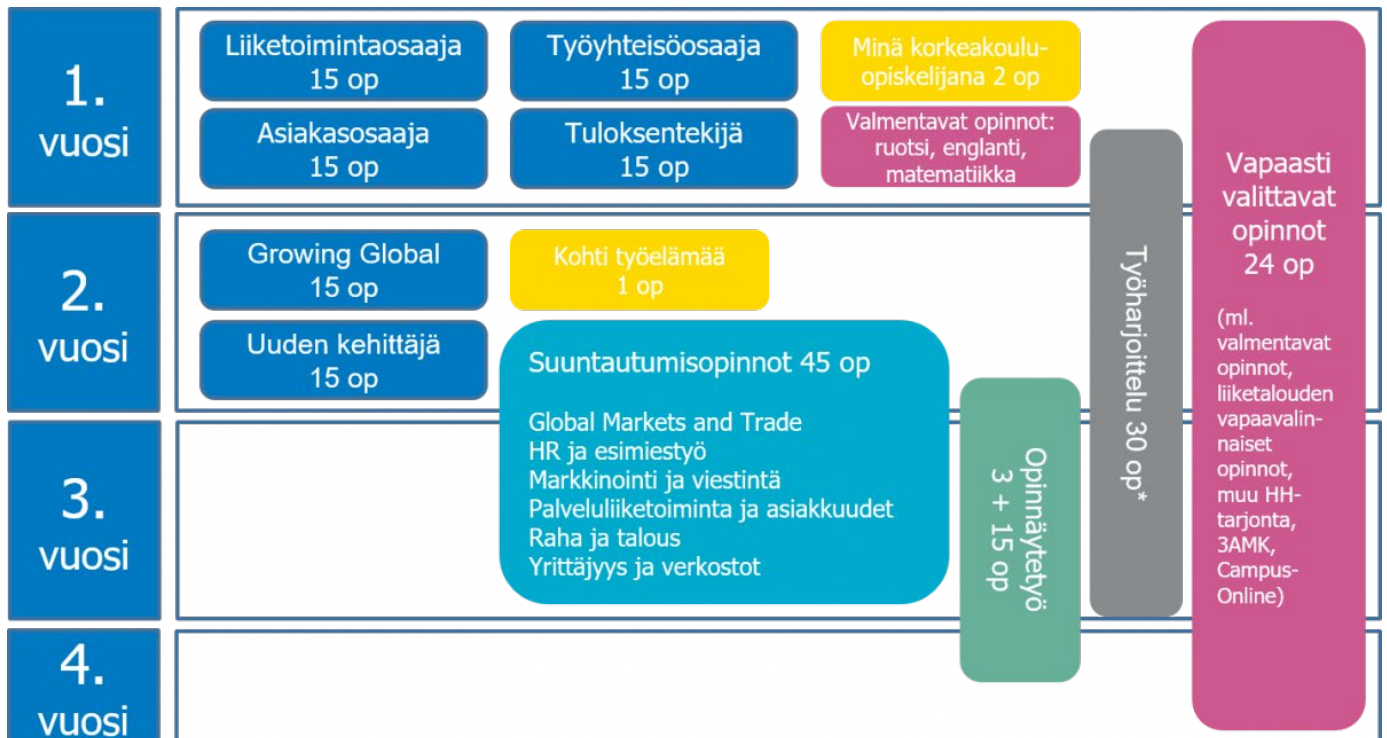 1.
vuosi
Liiketoimintaosaaja
15 op
Työyhteisöosaaja
15 op
Minä korkeakoulu-
opiskelijana 2 op
Asiakasosaaja
15 op
Tuloksentekijä
15 op
Valmentavat opinnot:
ruotsi, englanti,
matematiikka
2.
vuosi
Growing Global
15 op
Kohti työelämää
1 op
Uuden kehittäjä
15 op
Suuntautumisopinnot 45 op
Global Markets and Trade
HR ja esimiestyö
Markkinointi ja viestintä
Palveluliiketoiminta ja asiakkuudet
Raha ja talous
Yrittäjyys ja verkostot
3.
vuosi
4.
vuosi
Opinnäytetyö
3 + 15 op
Työharjoittelu 30 op*
Vapaasti
valittavat
opinnot
24 op
(ml.
valmentavat
opinnot,
liiketalouden
vapaavalin-
naiset
opinnot,
muu HH-
tarjonta,
3AMK,
Campus-
Online)